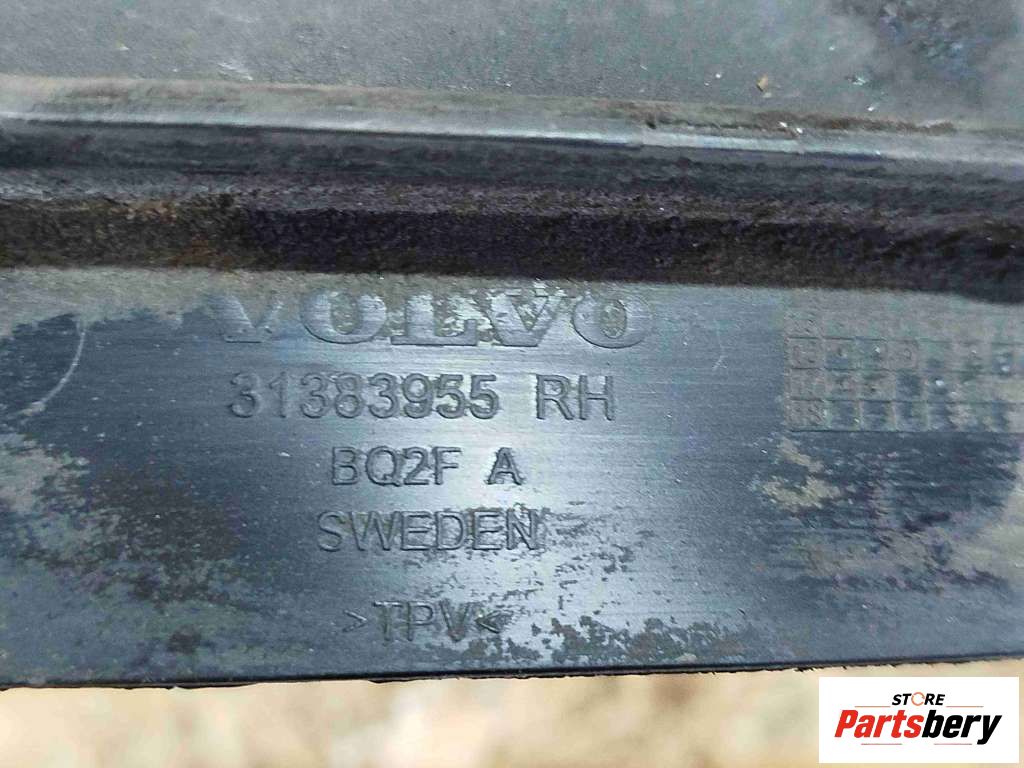 VOLVO
31383955 RH
BQ2F A
SWEDEN
>TPV<
STORE
Partsbery